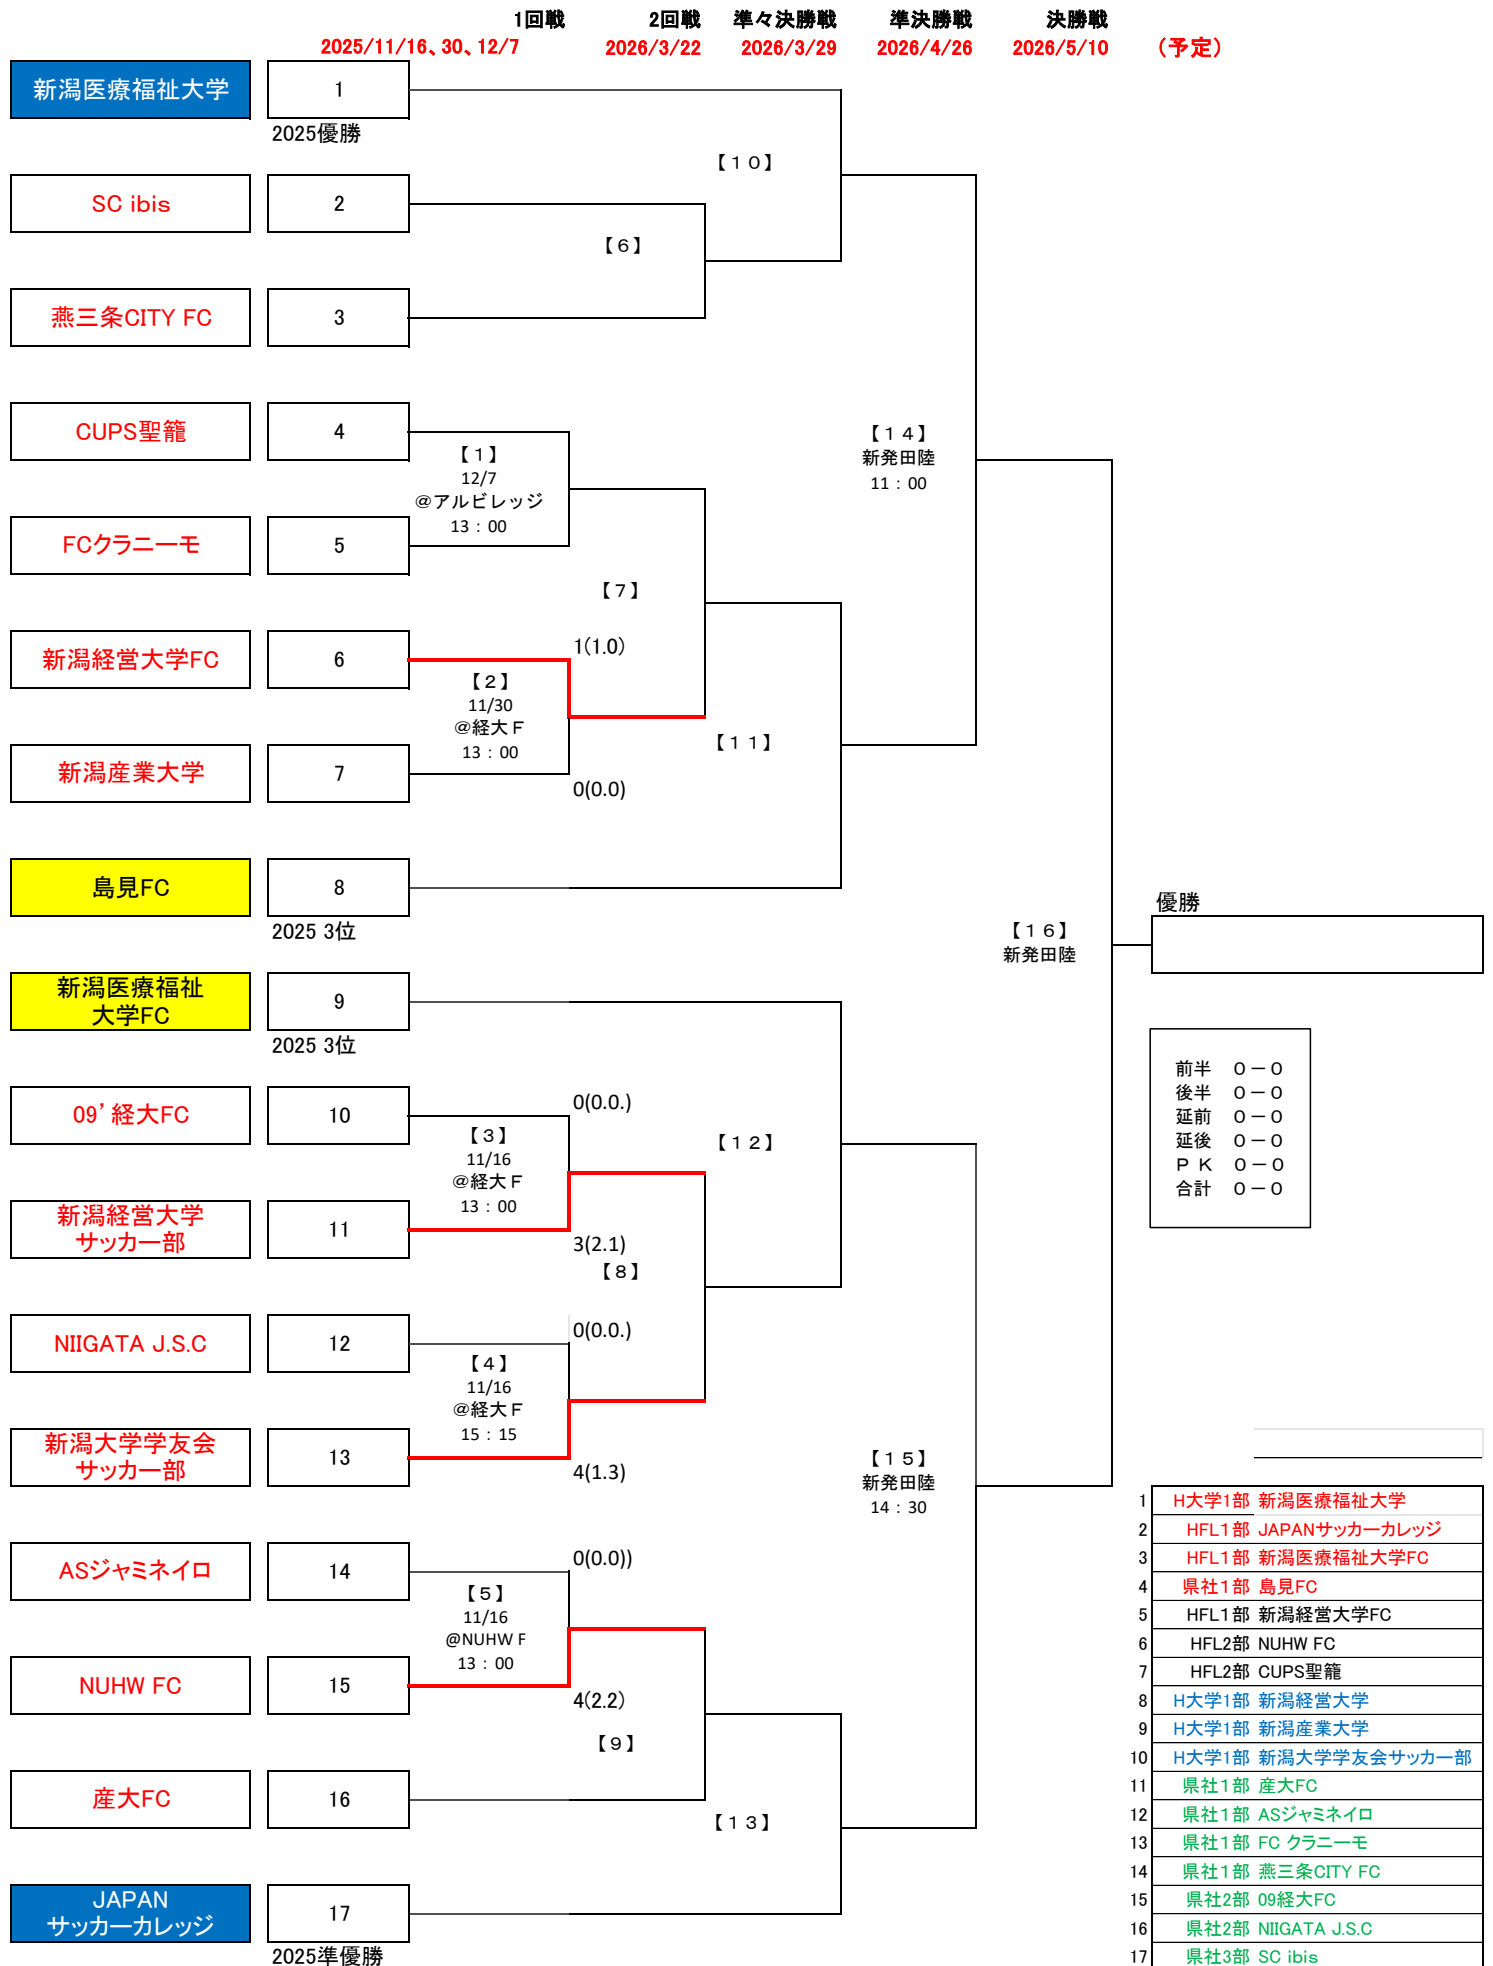 1回戦 2回戦 準々決勝戦 準決勝戦 決勝戦
2025/11/16、30、12/7 2026/3/22 2026/3/29 2026/4/26 2026/5/10 (予定)
新潟医療福祉大学 1
2025優勝
【10】
SC ibis 2
【6】
燕三条CITY FC 3
CUPS聖籠 4
【1】
12/7
@アルビレッジ
13：00
【14】
新発田陸
11：00
FCクラニーモ 5
【7】
新潟経営大学FC 6
1(1.0)
【2】
11/30
@経大F
13：00
【11】
新潟産業大学 7
0(0.0)
島見FC 8
2025 3位
優勝
【16】
新発田陸
新潟医療福祉
大学FC
9
2025 3位
前半 0－0
後半 0－0
延前 0－0
延後 0－0
PK 0－0
合計 0－0
09’経大FC 10
0(0.0.)
【3】
11/16
@経大F
13：00
【12】
新潟経営大学
サッカー部
11
3(2.1)
【8】
NIIGATA J.S.C 12
0(0.0.)
【4】
11/16
@経大F
15：15
新潟大学学友会
サッカー部
13
4(1.3)
【15】
新発田陸
14：30
ASジャミネイロ 14
0(0.0))
【5】
11/16
@NUHW F
13：00
NUHW FC 15
4(2.2)
【9】
産大FC 16
【13】
JAPAN
サッカーカレッジ
17
2025準優勝
1 H大学1部 新潟医療福祉大学
2 HFL1部 JAPANサッカーカレッジ
3 HFL1部 新潟医療福祉大学FC
4 県社1部 島見FC
5 HFL1部 新潟経営大学FC
6 HFL2部 NUHW FC
7 HFL2部 CUPS聖籠
8 H大学1部 新潟経営大学
9 H大学1部 新潟産業大学
10 H大学1部 新潟大学学友会サッカー部
11 県社1部 産大FC
12 県社1部 ASジャミネイロ
13 県社1部 FC クラニーモ
14 県社1部 燕三条CITY FC
15 県社2部 09経大FC
16 県社2部 NIIGATA J.S.C
17 県社3部 SC ibis